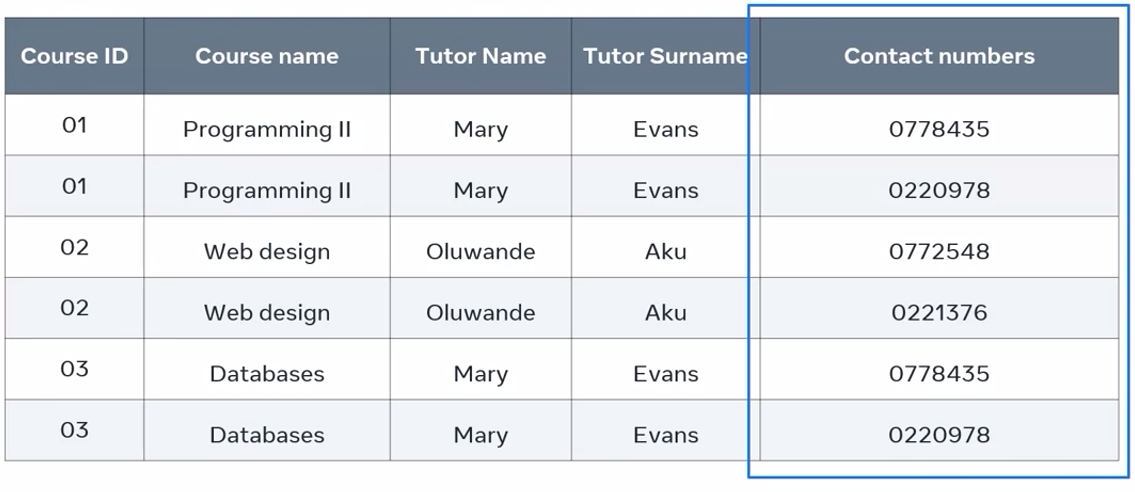 Course ID Course name Tutor Name Tutor Surname Contact numbers
01 Programming II Mary Evans 0778435
01 Programming II Mary Evans 0220978
02 Web design Oluwande Aku 0772548
02 Web design Oluwande Aku 0221376
03 Databases Mary Evans 0778435
03 Databases Mary Evans 0220978